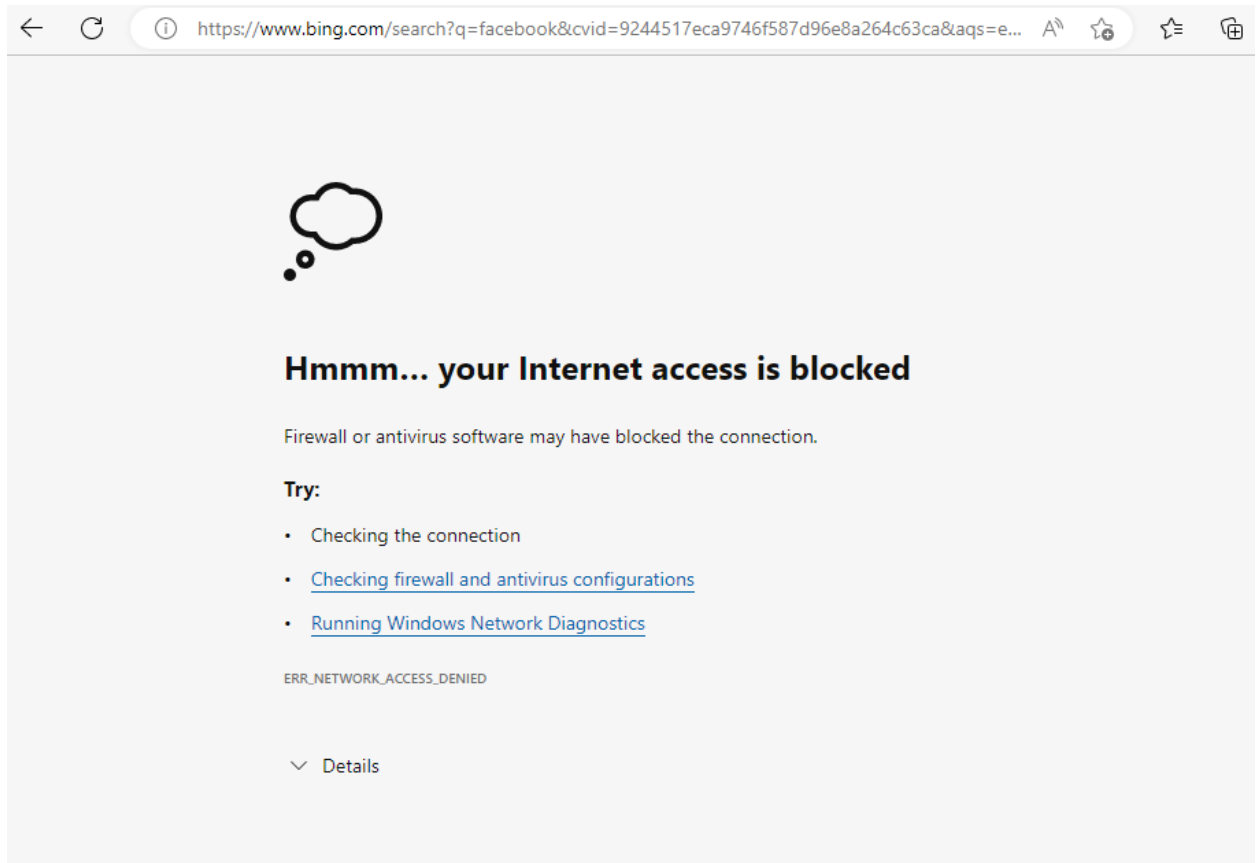 https://www.bing.com/search?q=facebook&cvid=9244517eca9746f587d96e8a264c63ca&aqs=e...
Hmmm... your Internet access is blocked
Firewall or antivirus software may have blocked the connection.
Try:
• Checking the connection
• Checking firewall and antivirus configurations
• Running Windows Network Diagnostics
ERR_NETWORK_ACCESS_DENIED
Details